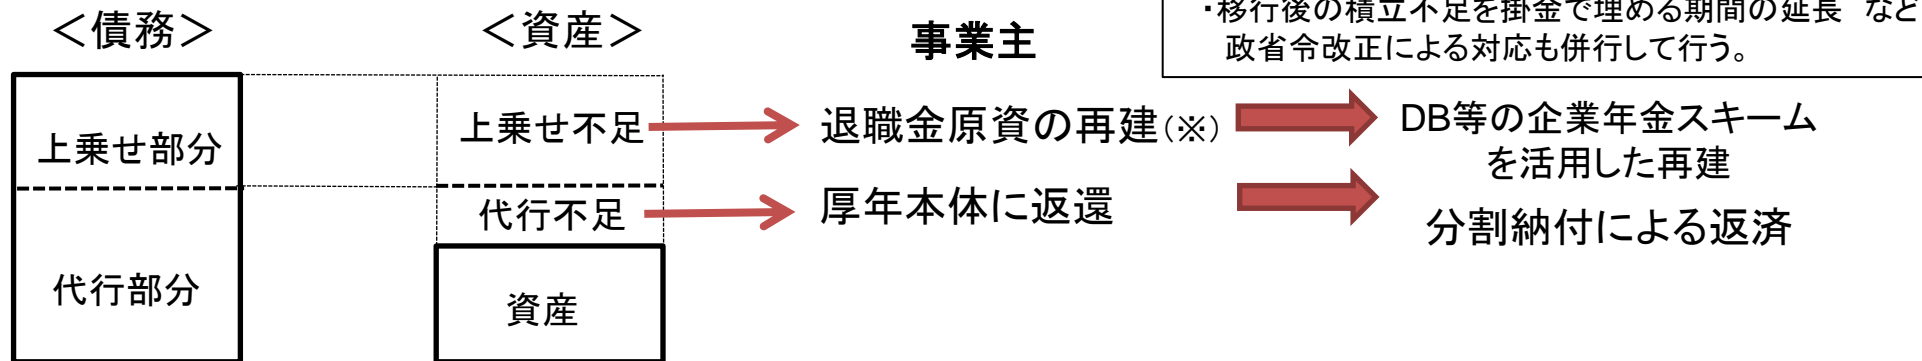 ・移行後の積立不足を掛金で埋める期間の延長 など
政省令改正による対応も併行して行う。
＜債務＞
＜資産＞
事業主
上乗せ部分
上乗せ不足
退職金原資の再建(※)
DB等の企業年金スキーム
を活用した再建
代行不足
厚年本体に返還
分割納付による返済
代行部分
資産